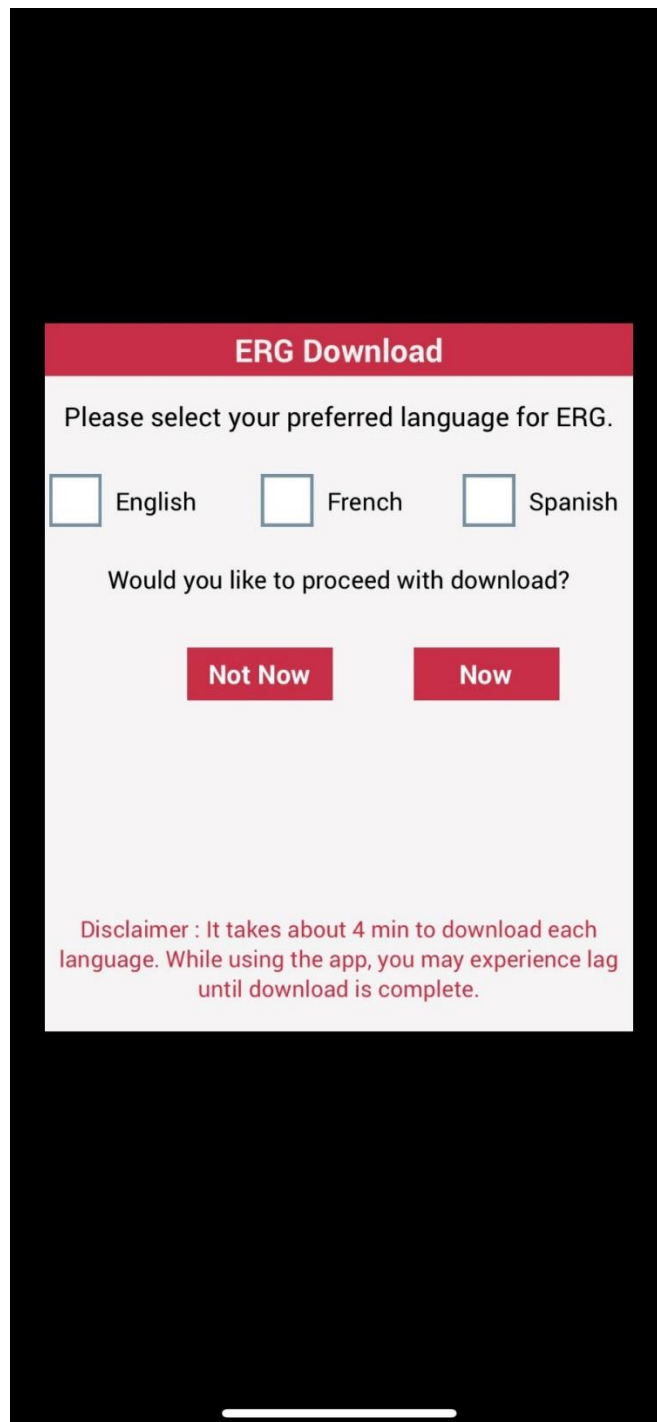 ERG Download
Please select your preferred language for ERG.
English French Spanish
Would you like to proceed with download?
Not Now Now
Disclaimer : It takes about 4 min to download each
language. While using the app, you may experience lag
until download is complete.